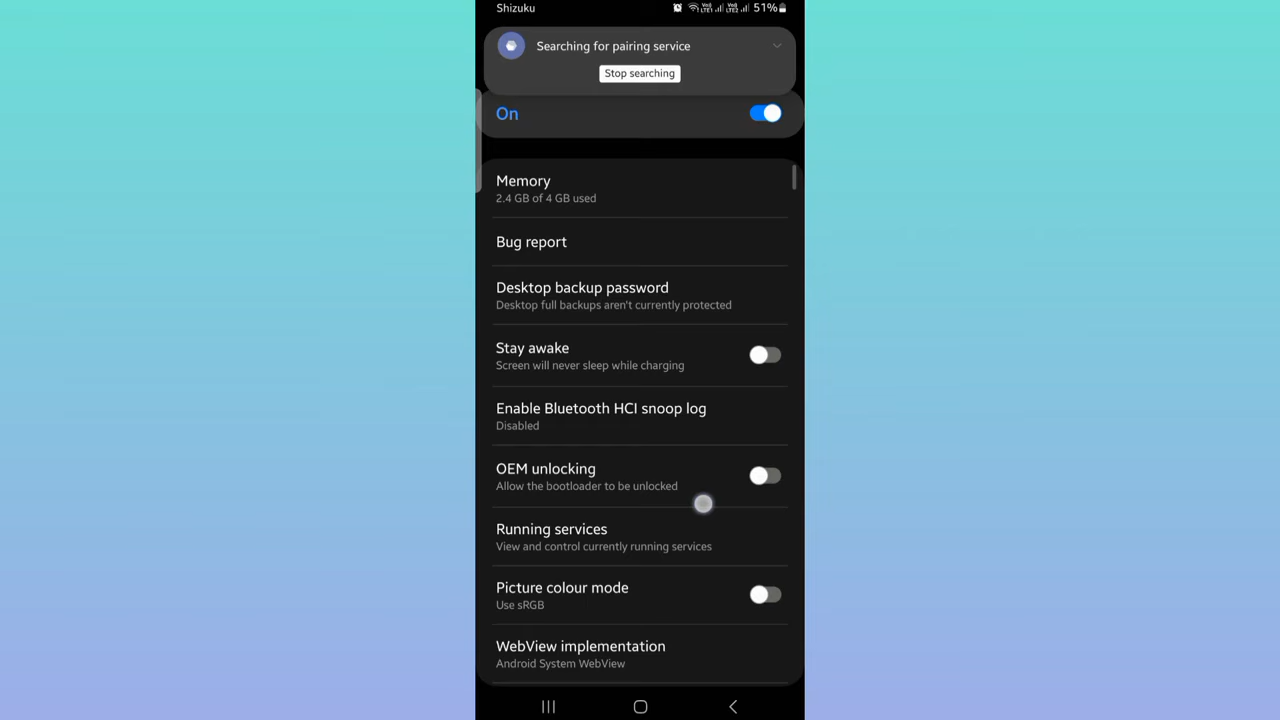 Shizuku
51%
Searching for pairing service
Stop searching
On
Memory
2.4 GB of 4 GB used
Bug report
Desktop backup password
Desktop full backups aren't currently protected
Stay awake
Screen will never sleep while charging
Enable Bluetooth HCI snoop log
Disabled
OEM unlocking
Allow the bootloader to be unlocked
Running services
View and control currently running services
Picture colour mode
Use sRGB
WebView implementation
Android System WebView